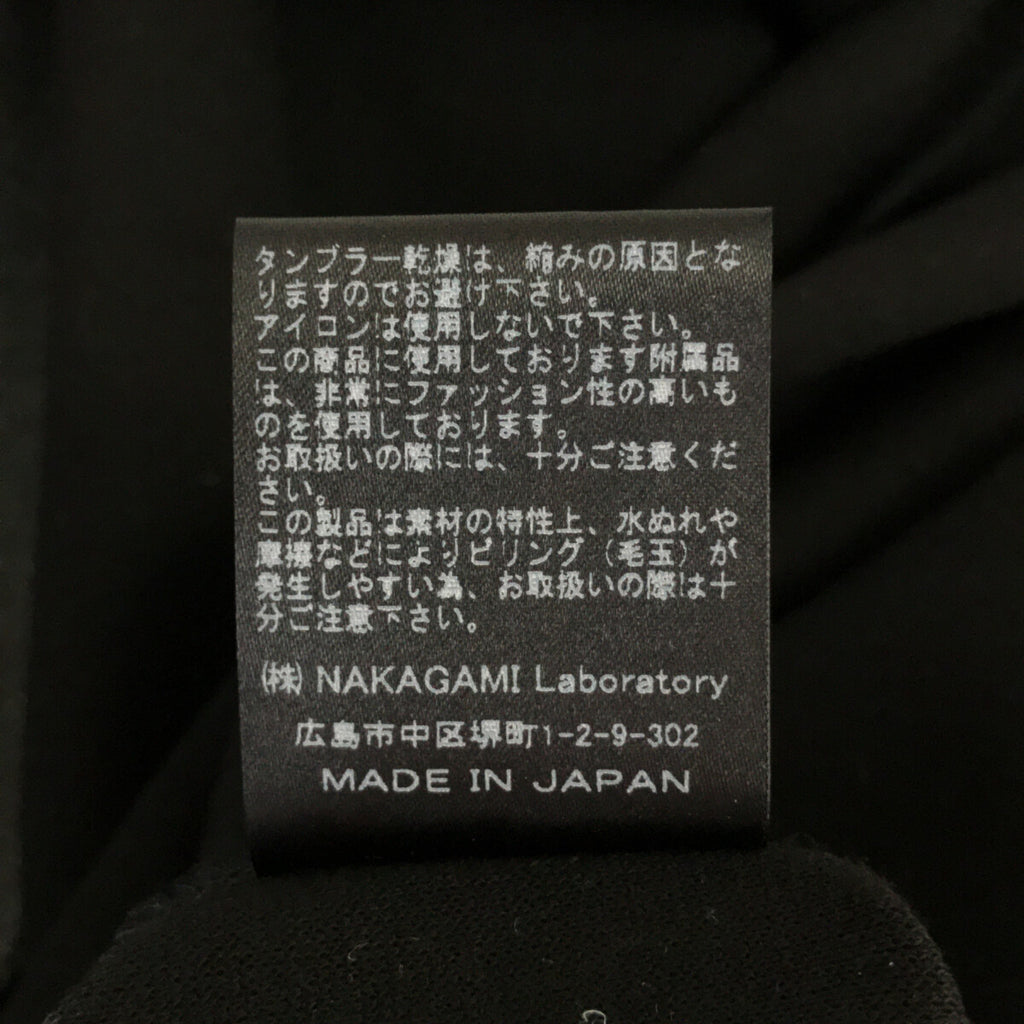 タンブラー乾燥は、縮みの原因とな
りますのでお避け下さい。
アイロンは使用しないで下さい。
この商品に使用しております附属品
は、非常にファッション性の高いも
のを使用しております。
お取扱いの際には、十分ご注意くだ
さい。
この製品は素材の特性上、水ぬれや
摩擦などによりピリング（毛玉）が
発生しやすい為、お取扱いの際は十
分ご注意下さい。
㈱ NAKAGAMI Laboratory
広島市中区堺町1-2-9-302
MADE IN JAPAN